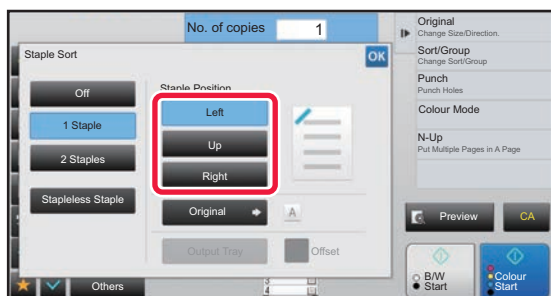 No. of copies
1
Staple Sort
OK
Off
1 Staple
2 Staples
Stapleless Staple
Staple Position
Left
Up
Right
Original
A
Output Tray
Offset
Others
Original
Change Size/Direction.
Sort/Group
Change Sort/Group
Punch
Punch Holes
Colour Mode
N-Up
Put Multiple Pages in A Page
Preview
CA
B/W
Start
Colour
Start